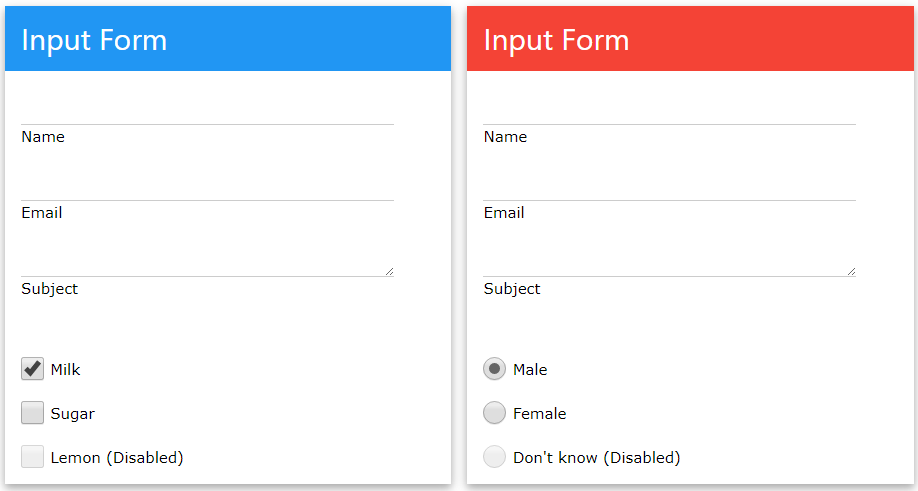 Input Form
Name
Email
Subject
Milk
Sugar
Lemon (Disabled)
Input Form
Name
Email
Subject
Male
Female
Don't know (Disabled)